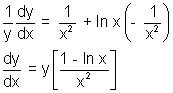 1/y dy/dx = 1/x² + ln x (- 1/x²)
dy/dx = y [1 - ln x / x²]